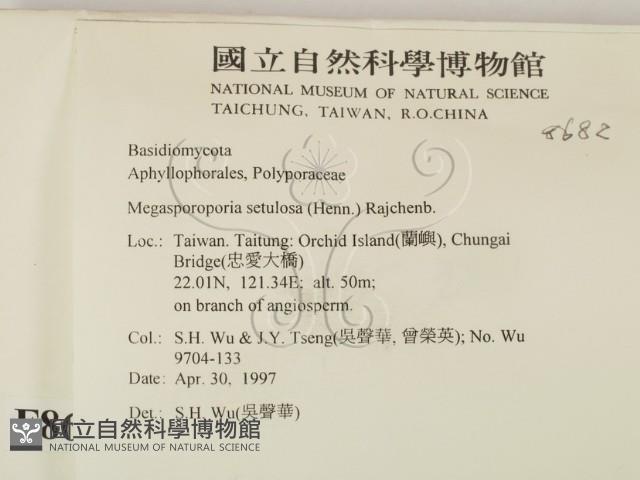 國立自然科學博物館
NATIONAL MUSEUM OF NATURAL SCIENCE
TAICHUNG, TAIWAN, R.O.CHINA
8682
Basidiomycota
Aphyllophorales, Polyporaceae
Megasporoporia setulosa (Henn.) Rajchenb.
Loc.: Taiwan. Taitung: Orchid Island(蘭嶼), Chungai
Bridge(忠愛大橋)
22.01N, 121.34E; alt. 50m;
on branch of angiosperm.
Col.: S.H. Wu & J.Y. Tseng(吳聲華, 曾榮英); No. Wu
9704-133
Date: Apr. 30, 1997
Det.: S.H. Wu(吳聲華)
國立自然科學博物館
NATIONAL MUSEUM OF NATURAL SCIENCE